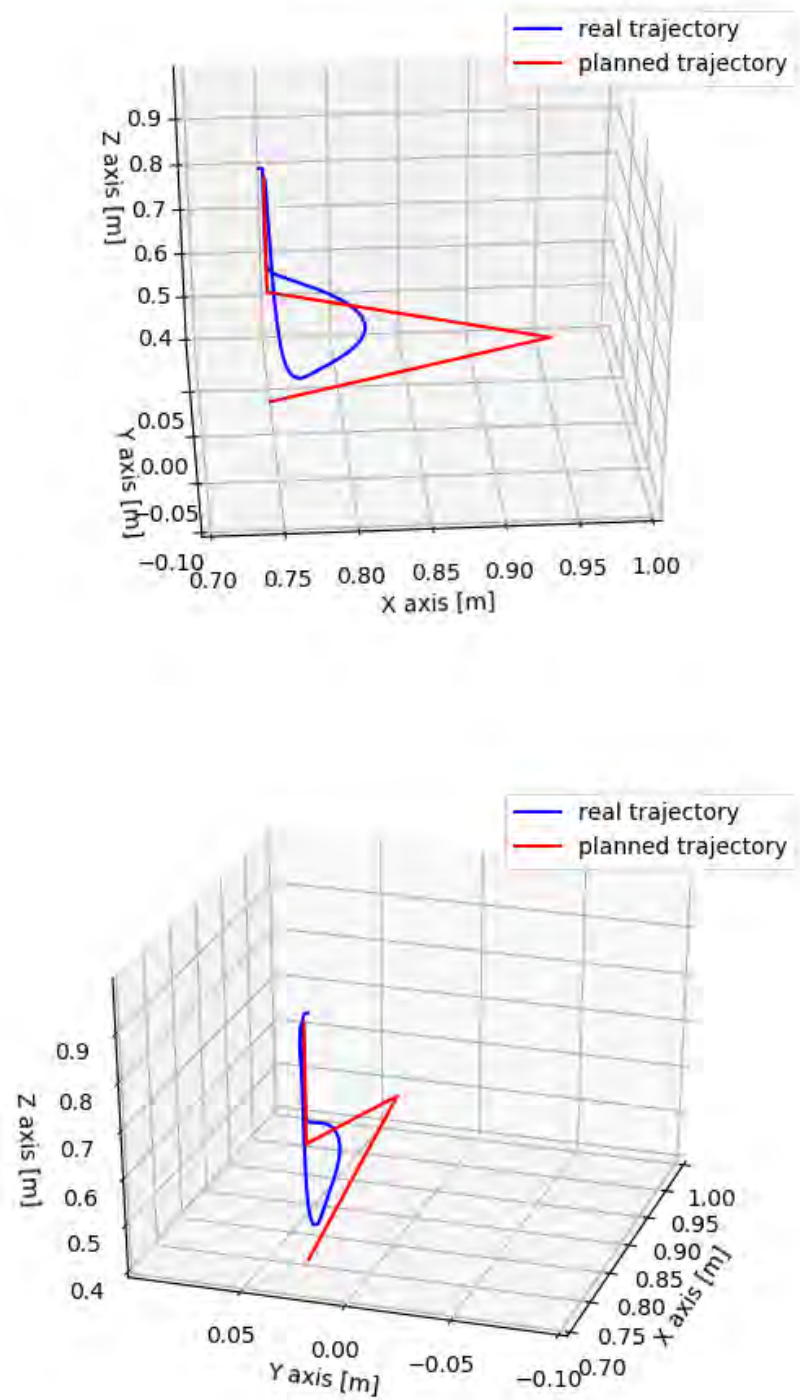 real trajectory
planned trajectory
0.9
0.8
0.7
0.6
0.5
0.4
Z axis [m]
0.05
0.00
−0.05
−0.10
Y axis [m]
0.70 0.75 0.80 0.85 0.90 0.95 1.00
X axis [m]
real trajectory
planned trajectory
0.9
0.8
0.7
0.6
0.5
0.4
Z axis [m]
0.05 0.00 −0.05 −0.10
Y axis [m]
1.00
0.95
0.90
0.85
0.80
0.75
0.70
X axis [m]